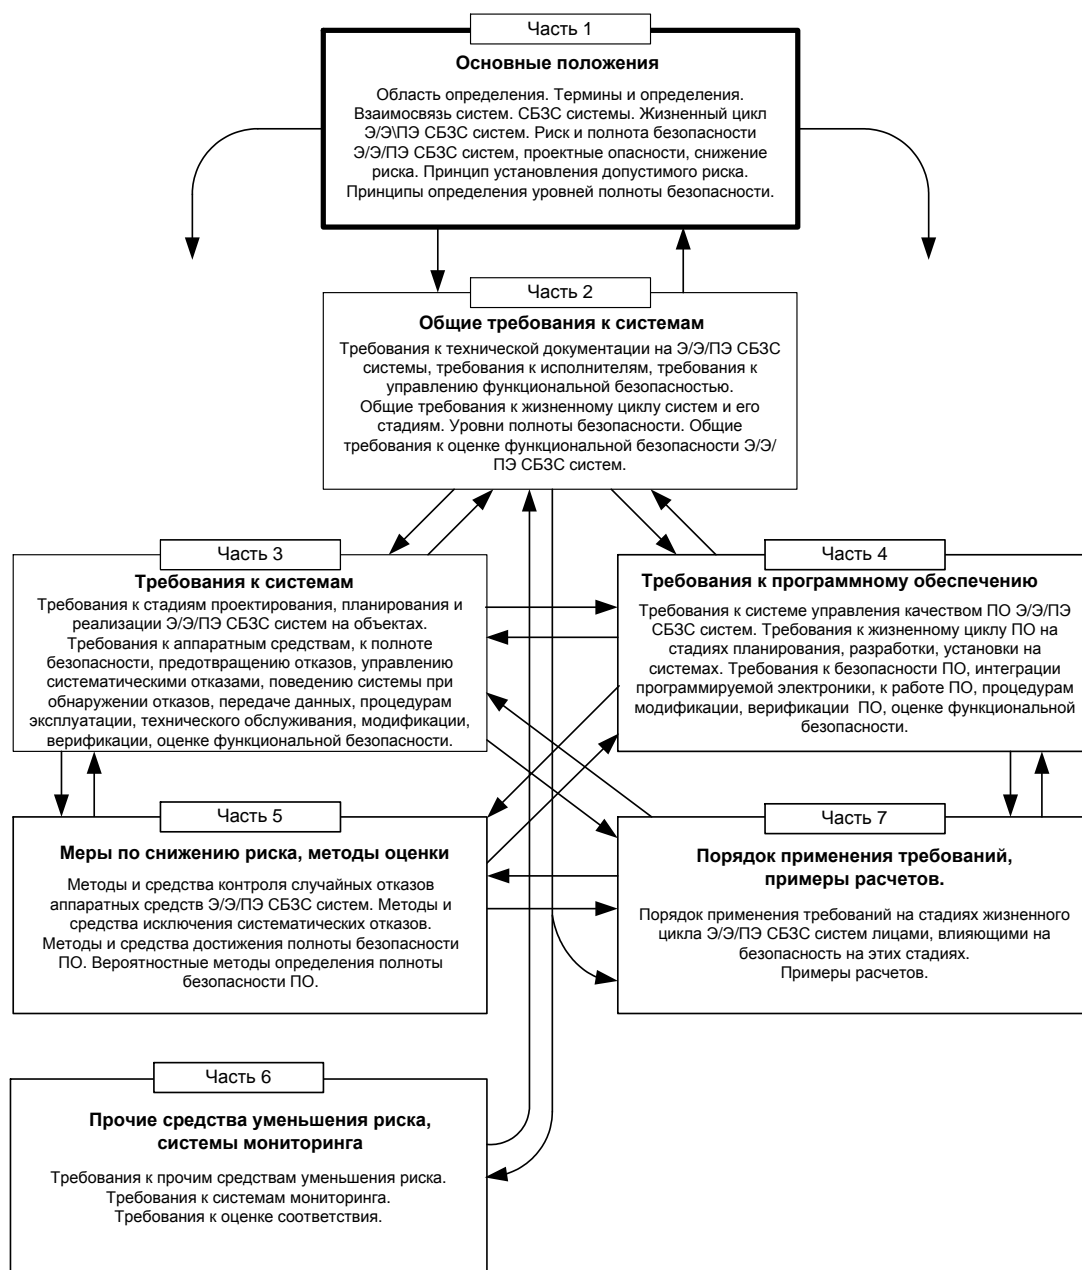 Часть 1
Основные положения
Область определения. Термины и определения.
Взаимосвязь систем. СБЗС системы. Жизненный цикл
Э/Э\ПЭ СБЗС систем. Риск и полнота безопасности
Э/Э/ПЭ СБЗС систем, проектные опасности, снижение
риска. Принцип установления допустимого риска.
Принципы определения уровней полноты безопасности.
Часть 2
Общие требования к системам
Требования к технической документации на Э/Э/ПЭ СБЗС
системы, требования к исполнителям, требования к
управлению функциональной безопасностью.
Общие требования к жизненному циклу систем и его
стадиям. Уровни полноты безопасности. Общие
требования к оценке функциональной безопасности Э/Э/
ПЭ СБЗС систем.
Часть 3
Требования к системам
Требования к стадиям проектирования, планирования и
реализации Э/Э/ПЭ СБЗС систем на объектах.
Требования к аппаратным средствам, к полноте
безопасности, предотвращению отказов, управлению
систематическими отказами, поведению системы при
обнаружении отказов, передаче данных, процедурам
эксплуатации, технического обслуживания, модификации,
верификации, оценке функциональной безопасности.
Часть 4
Требования к программному обеспечению
Требования к системе управления качеством ПО Э/Э/ПЭ
СБЗС систем. Требования к жизненному циклу ПО на
стадиях планирования, разработки, установки на
системах. Требования к безопасности ПО, интеграции
программируемой электроники, к работе ПО, процедурам
модификации, верификации ПО, оценке функциональной
безопасности.
Часть 5
Меры по снижению риска, методы оценки
Методы и средства контроля случайных отказов
аппаратных средств Э/Э/ПЭ СБЗС систем. Методы и
средства исключения систематических отказов.
Методы и средства достижения полноты безопасности
ПО. Вероятностные методы определения полноты
безопасности ПО.
Часть 7
Порядок применения требований,
примеры расчетов.
Порядок применения требований на стадиях жизненного
цикла Э/Э/ПЭ СБЗС систем лицами, влияющими на
безопасность на этих стадиях.
Примеры расчетов.
Часть 6
Прочие средства уменьшения риска,
системы мониторинга
Требования к прочим средствам уменьшения риска.
Требования к системам мониторинга.
Требования к оценке соответствия.